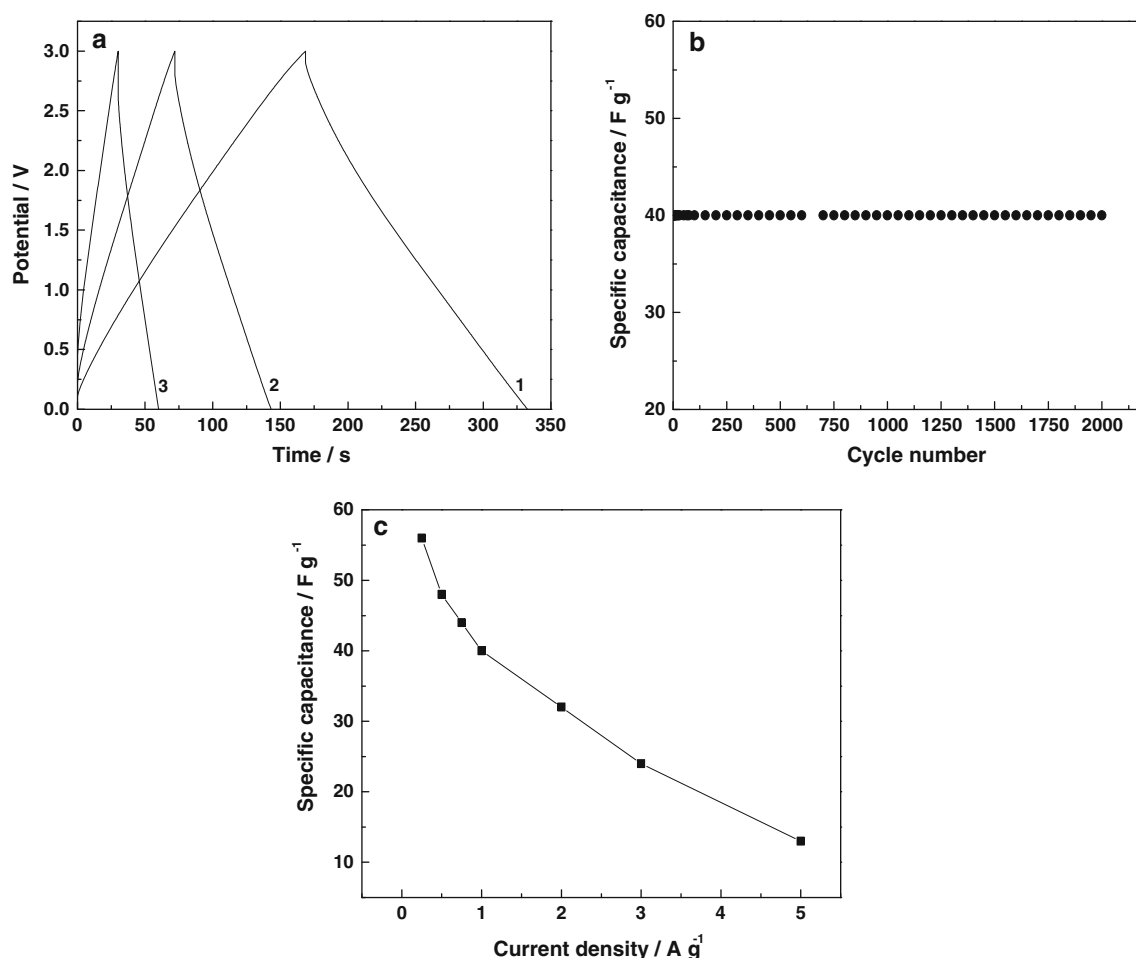 a
3.0
2.5
2.0
1.5
1.0
0.5
0.0
Potential / V
3
2
1
0 50 100 150 200 250 300 350
Time / s
b
60
50
40
30
20
Specific capacitance / F g⁻¹
0 250 500 750 1000 1250 1500 1750 2000
Cycle number
c
60
50
40
30
20
10
Specific capacitance / F g⁻¹
0 1 2 3 4 5
Current density / A g⁻¹